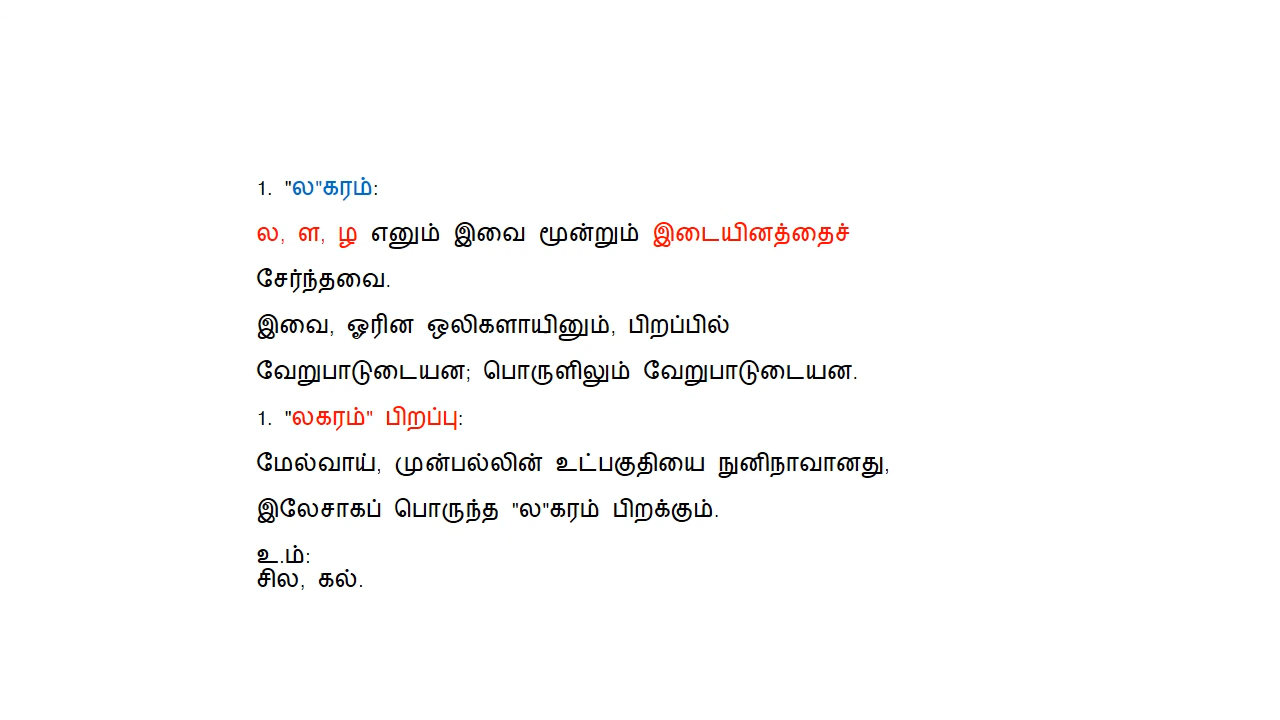 1. "ல"கரம்:
ல, ள, ழ எனும் இவை மூன்றும் இடையினத்தைச்
சேர்ந்தவை.
இவை, ஓரின ஒலிகளாயினும், பிறப்பில்
வேறுபாடுடையன; பொருளிலும் வேறுபாடுடையன.
1. "லகரம்" பிறப்பு:
மேல்வாய், முன்பல்லின் உட்பகுதியை நுனிநாவானது,
இலேசாகப் பொருந்த "ல"கரம் பிறக்கும்.
உ.ம்:
சில, கல்.